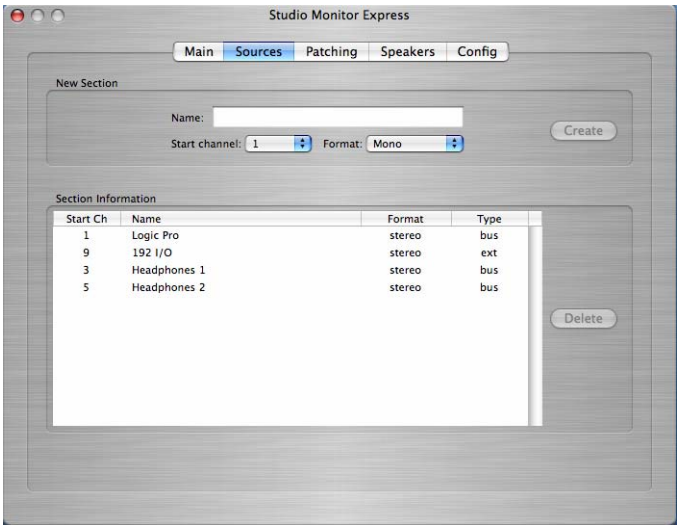 Studio Monitor Express
Main Sources Patching Speakers Config
New Section
Name:
Start channel: 1 Format: Mono
Create
Section Information
Start Ch Name Format Type
1 Logic Pro stereo bus
9 192 I/O stereo ext
3 Headphones 1 stereo bus
5 Headphones 2 stereo bus
Delete